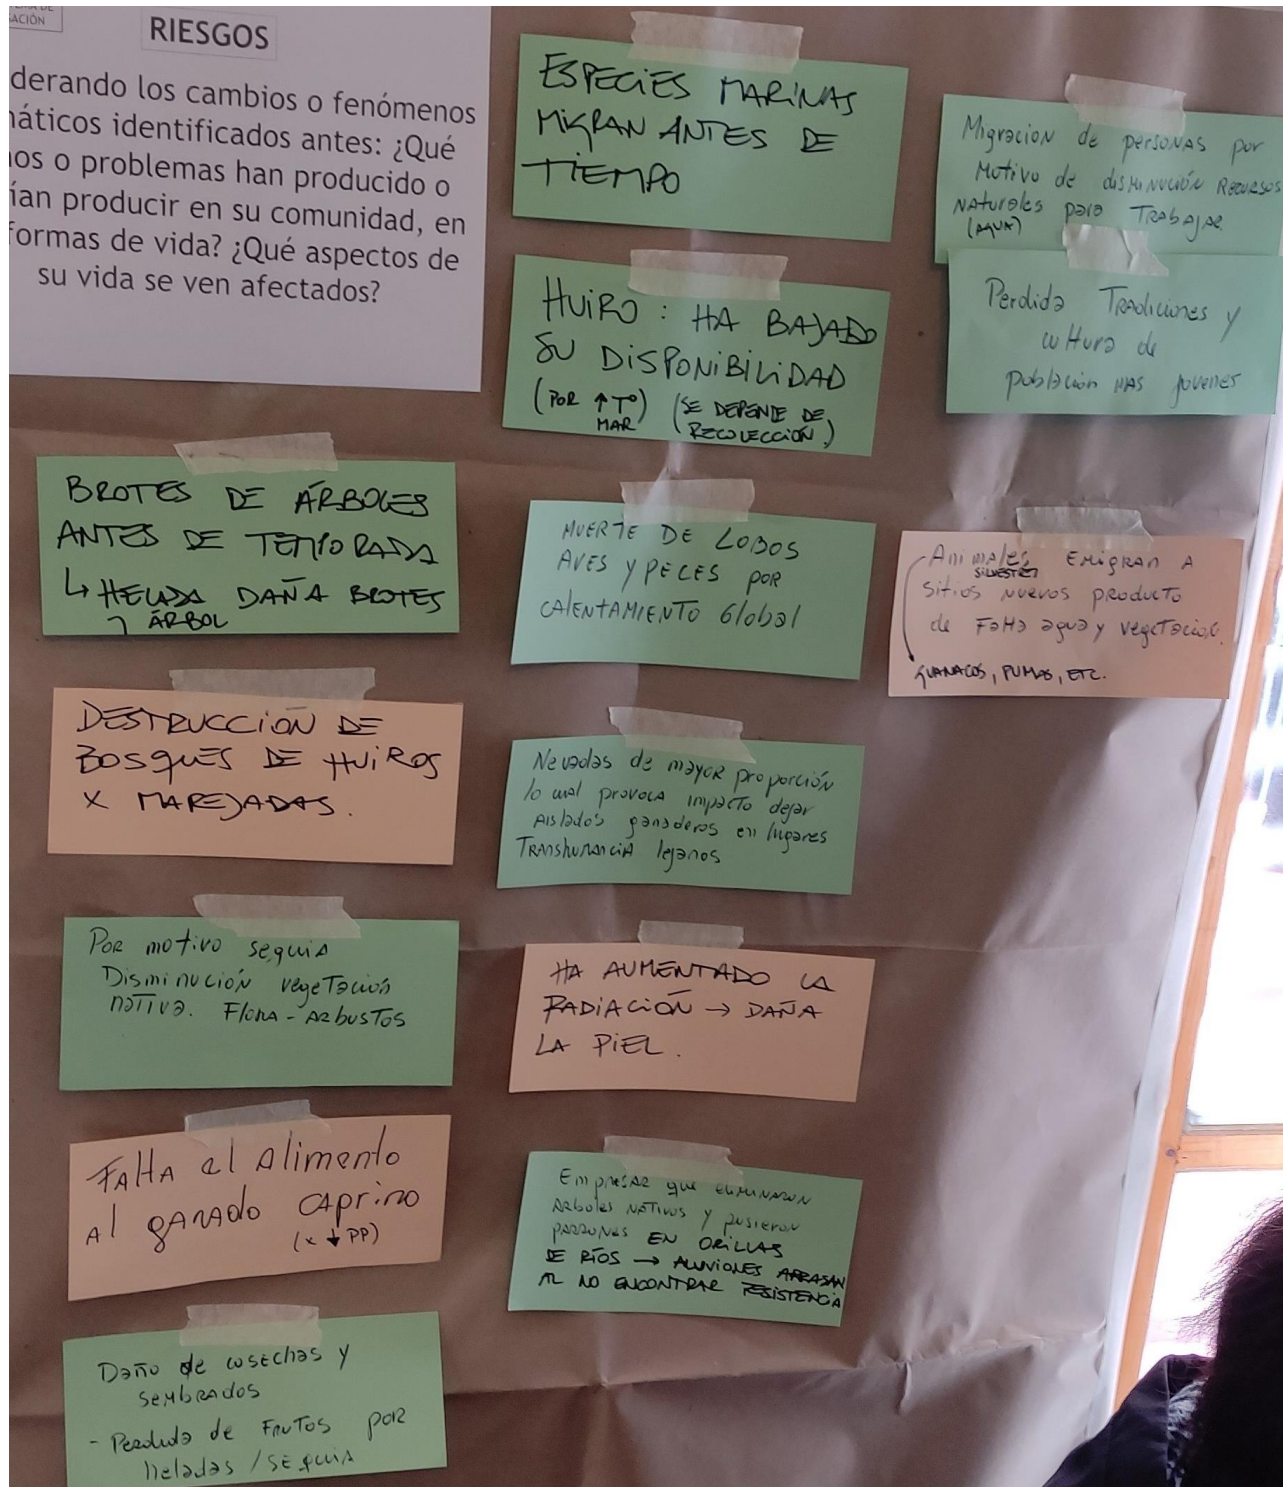 ACIÓN
RIESGOS
derando los cambios o fenómenos
máticos identificados antes: ¿Qué
os o problemas han producido o
ían producir en su comunidad, en
formas de vida? ¿Qué aspectos de
su vida se ven afectados?
BROTES DE ÁRBOLES
ANTES DE TEMPORADA
↳ HELADA DAÑA BROTES
ÁRBOL
DESTRUCCIÓN DE
BOSQUES DE HUIROS
X MAREJADAS.
Por motivo sequia
Disminución vegetación
nativa. Flora - Arbustos
FAltA el Alimento
Al gAnAdo CAprino
(x ↓ PP)
Daño de cosechas y
sembrados
- Perdida de Frutos por
heladas / sequia
ESPECIES MARINAS
MIGRAN ANTES DE
TIEMPO
HUIRO : HA BAJADO
SU DISPONIBILIDAD
(POR ↑ Tº MAR) (SE DEPENDE DE
RECOLECCIÓN)
MUERTE DE LOBOS
AVES Y PECES POR
CALENTAMIENTO Global
Nevadas de mayor proporción
lo cual provoca impacto dejar
Aislados ganaderos en lugares
Transhumancia lejanos
HA AUMENTADO LA
RADIACIÓN → DAÑA
LA PIEL.
Empresas que eliminaron
Arboles nativos y pusieron
parrones EN ORILLAS
DE RÍOS → ALUVIONES ARRASAN
AL NO ENCONTRAR RESISTENCIA
Migracion de personas por
Motivo de disminución Recursos
Naturales para Trabajar
(AGUA)
Perdida Tradiciones y
cultura de
población mas jovenes
Animales Emigran A
SILVESTRES
sitios nuevos producto
de Falta agua y vegetacion.
GUANACOS, PUMAS, ETC.